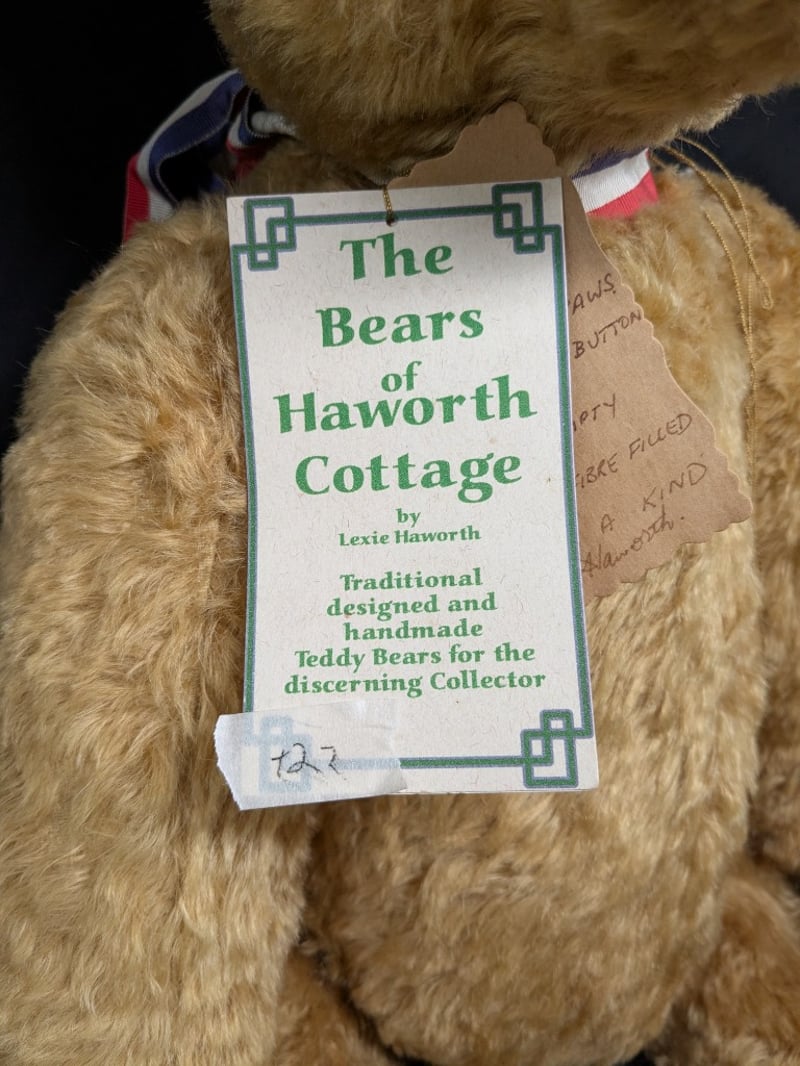 The
Bears
of
Haworth
Cottage
by
Lexie Haworth
Traditional
designed and
handmade
Teddy Bears for the
discerning Collector
AWS.
BUTTON
PTY
FIBRE FILLED
A KIND
Haworth.